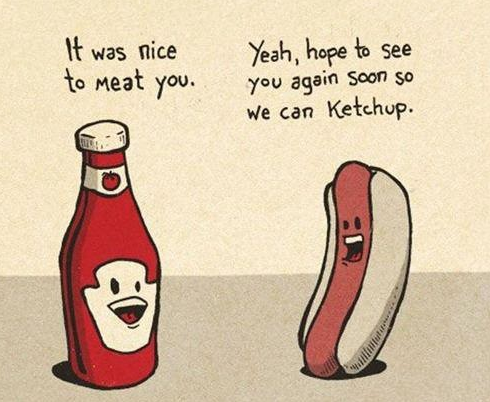 It was nice
to meat you.
Yeah, hope to see
you again soon so
we can Ketchup.